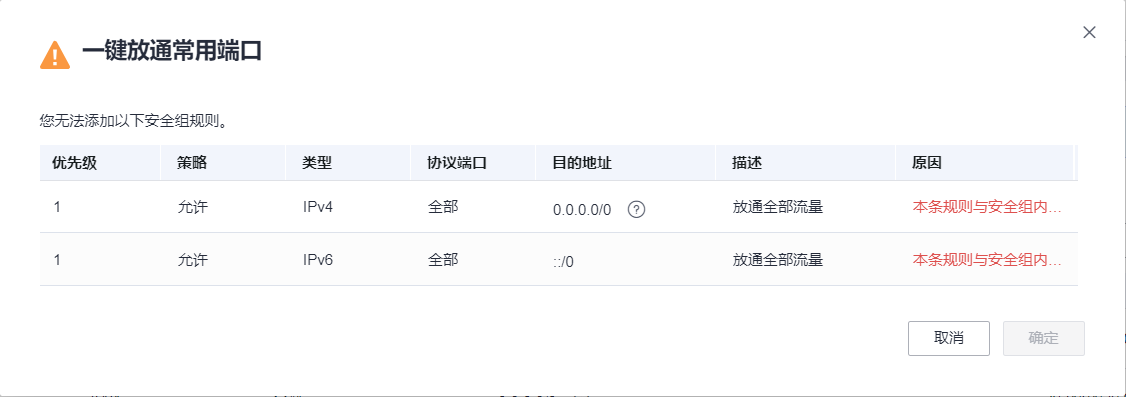 一键放通常用端口
您无法添加以下安全组规则。
优先级 策略 类型 协议端口 目的地址 描述 原因
1 允许 IPv4 全部 0.0.0.0/0 ? 放通全部流量 本条规则与安全组内...
1 允许 IPv6 全部 ::/0 放通全部流量 本条规则与安全组内...
取消 确定